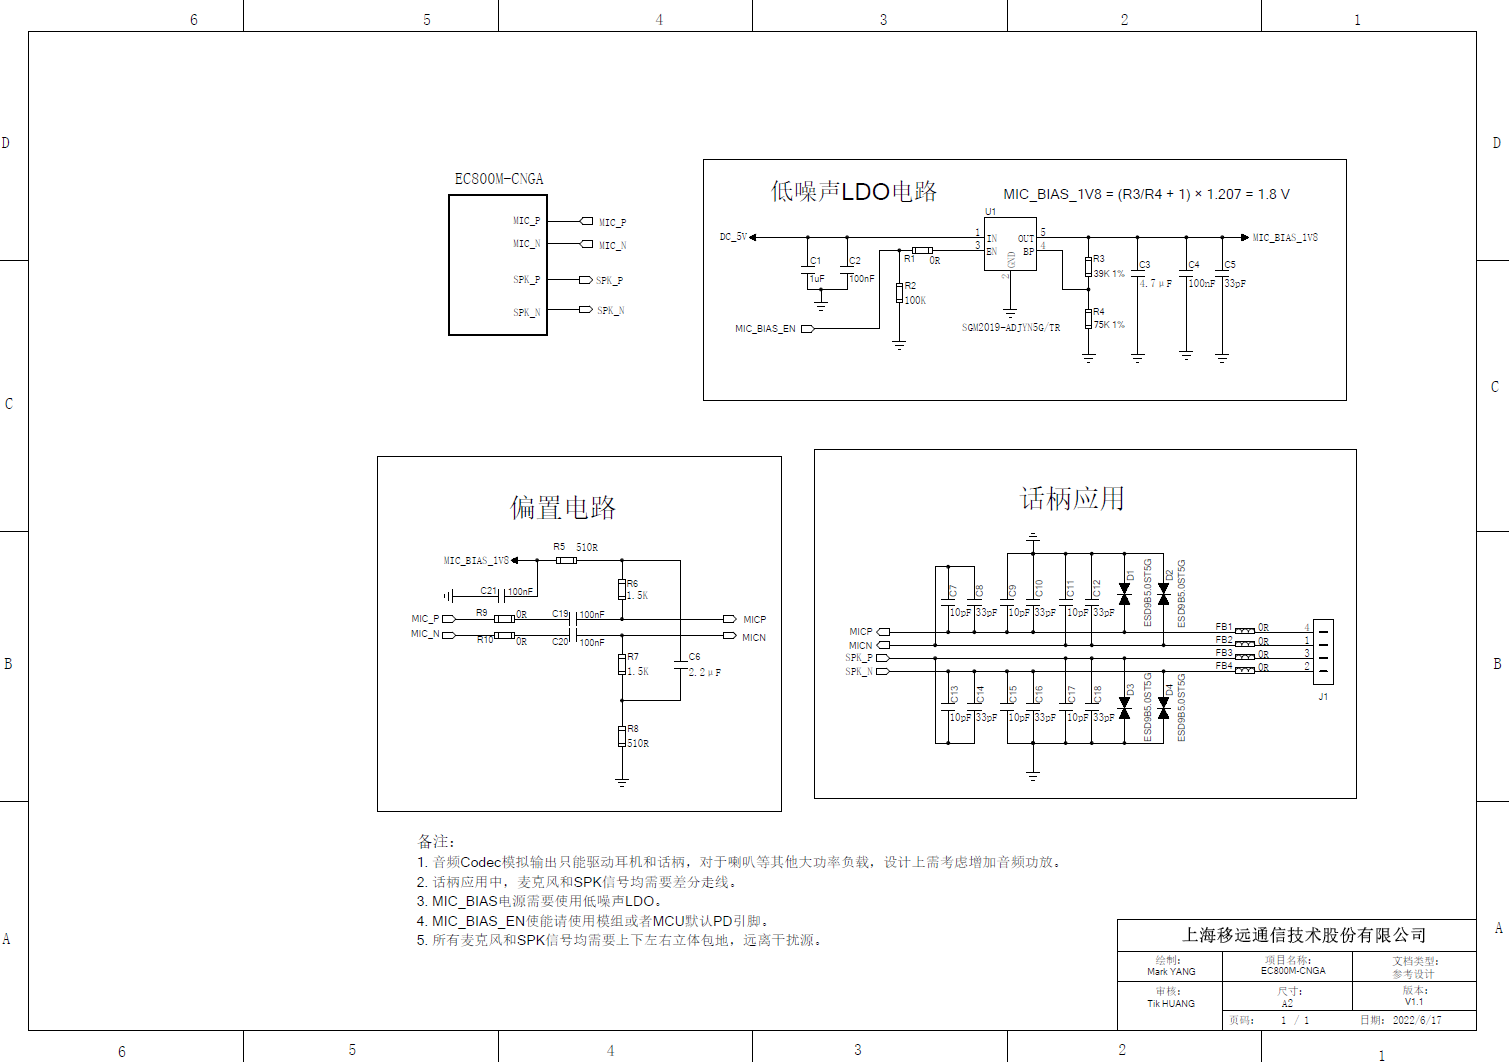 6 5 4 3 2 1
D
D
EC800M-CNGA
MIC_P MIC_P
MIC_N MIC_N
SPK_P SPK_P
SPK_N SPK_N
低噪声LDO电路
MIC_BIAS_1V8 = (R3/R4 + 1) × 1.207 = 1.8 V
U1
DC_5V
1 IN OUT 5
3 EN BP 4
GND
2
MIC_BIAS_1V8
R1 0R
C1
1uF
C2
100nF
R2
100K
R3
39K 1%
C3
4.7μF
C4
100nF
C5
33pF
R4
75K 1%
MIC_BIAS_EN
SGM2019-ADJYN5G/TR
C
C
偏置电路
MIC_BIAS_1V8
R5 510R
C21 100nF
R6
1.5K
MIC_P R9 0R C19 100nF MICP
MIC_N R10 0R C20 100nF MICN
R7
1.5K
C6
2.2μF
R8
510R
话柄应用
C7 C8 C9 C10 C11 C12 D1 ESD9B5.0ST5G D2 ESD9B5.0ST5G
10pF 33pF 10pF 33pF 10pF 33pF
MICP FB1 0R 4
MICN FB2 0R 1
SPK_P FB3 0R 3
SPK_N FB4 0R 2
J1
C13 C14 C15 C16 C17 C18 D3 ESD9B5.0ST5G D4 ESD9B5.0ST5G
10pF 33pF 10pF 33pF 10pF 33pF
B
B
备注：
1. 音频Codec模拟输出只能驱动耳机和话柄，对于喇叭等其他大功率负载，设计上需考虑增加音频功放。
2. 话柄应用中，麦克风和SPK信号均需要差分走线。
3. MIC_BIAS电源需要使用低噪声LDO。
4. MIC_BIAS_EN使能请使用模组或者MCU默认PD引脚。
5. 所有麦克风和SPK信号均需要上下左右立体包地，远离干扰源。
A
A
上海移远通信技术股份有限公司
绘制：
Mark YANG
项目名称：
EC800M-CNGA
文档类型：
参考设计
审核：
Tik HUANG
尺寸：
A2
版本：
V1.1
页码： 1 / 1
日期：2022/6/17
6 5 4 3 2 1